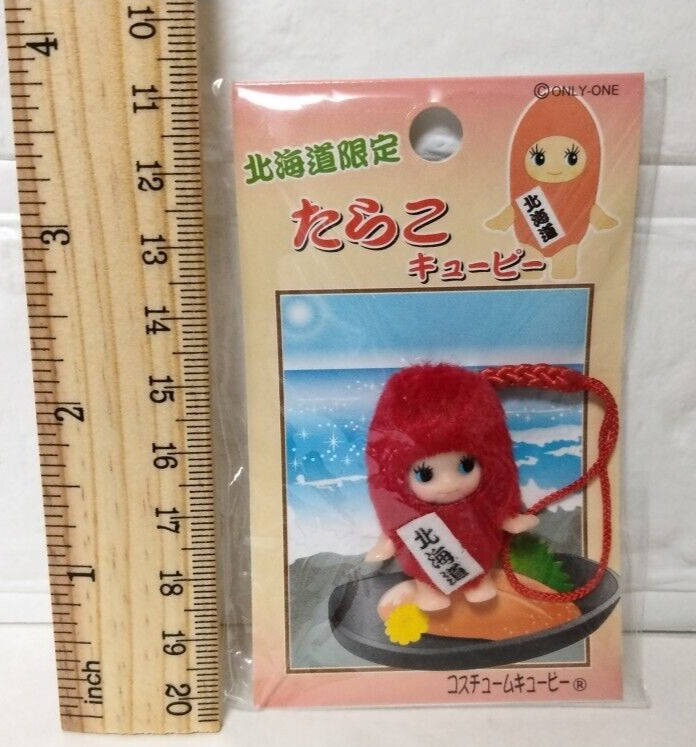 4
3
2
1
inch
10
11
12
13
14
15
16
17
18
19
20
©ONLY-ONE
北海道限定
たらこ
キューピー
北海道
北海道
コスチュームキューピー®